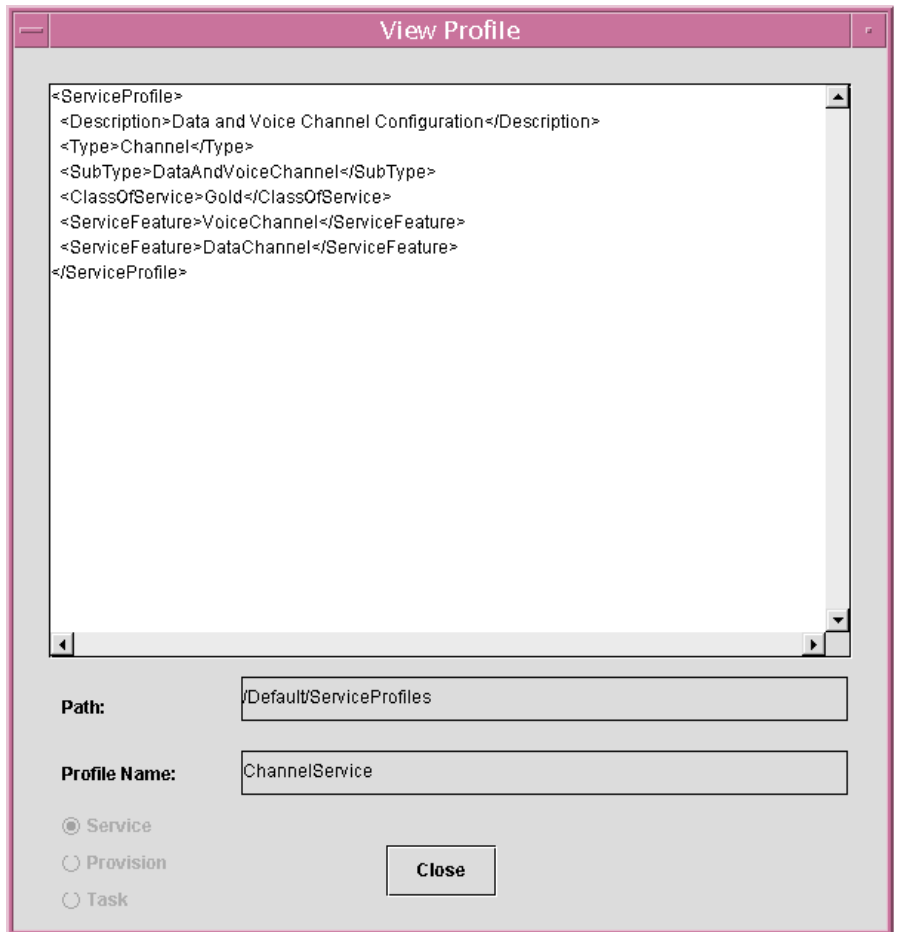 View Profile
<ServiceProfile>
<Description>Data and Voice Channel Configuration</Description>
<Type>Channel</Type>
<SubType>DataAndVoiceChannel</SubType>
<ClassOfService>Gold</ClassOfService>
<ServiceFeature>VoiceChannel</ServiceFeature>
<ServiceFeature>DataChannel</ServiceFeature>
</ServiceProfile>
Path: /Default/ServiceProfiles
Profile Name: ChannelService
Service
Provision
Close
Task